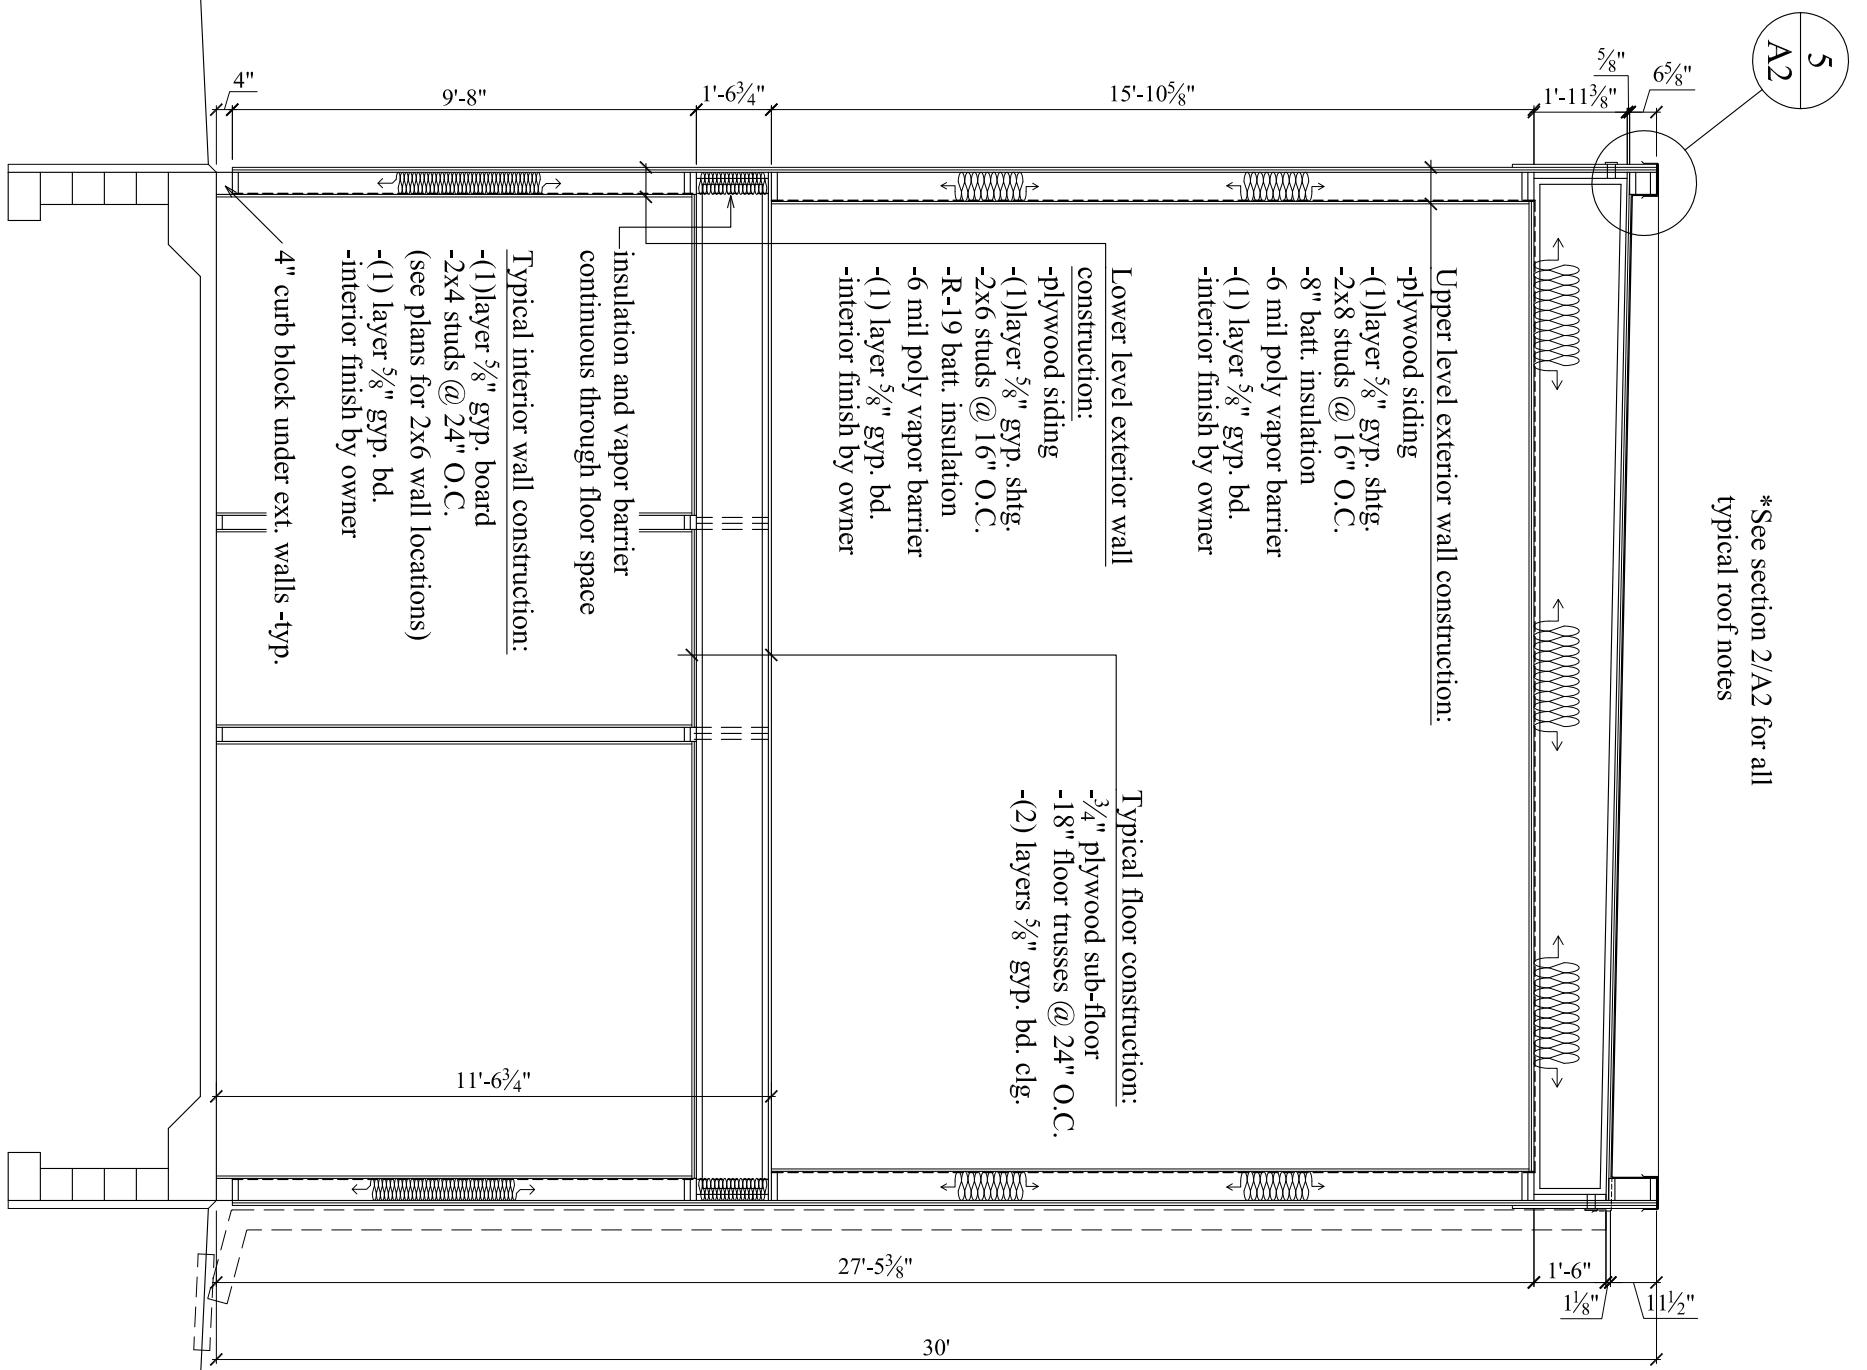 5
A2
*See section 2/A2 for all
typical roof notes
4"
9'-8"
1'-6¾"
15'-10⅝"
1'-11⅜"
⅝"
6⅝"
Upper level exterior wall construction:
-plywood siding
-(1)layer ⅝" gyp. shtg.
-2x8 studs @ 16" O.C.
-8" batt. insulation
-6 mil poly vapor barrier
-(1) layer ⅝" gyp. bd.
-interior finish by owner
Lower level exterior wall
construction:
-plywood siding
-(1)layer ⅝" gyp. shtg.
-2x6 studs @ 16" O.C.
-R-19 batt. insulation
-6 mil poly vapor barrier
-(1) layer ⅝" gyp. bd.
-interior finish by owner
Typical floor construction:
-¾" plywood sub-floor
-18" floor trusses @ 24" O.C.
-(2) layers ⅝" gyp. bd. clg.
insulation and vapor barrier
continuous through floor space
Typical interior wall construction:
-(1)layer ⅝" gyp. board
-2x4 studs @ 24" O.C.
(see plans for 2x6 wall locations)
-(1) layer ⅝" gyp. bd.
-interior finish by owner
4" curb block under ext. walls -typ.
11'-6¾"
27'-5⅜"
1'-6"
1⅛"
11½"
30'